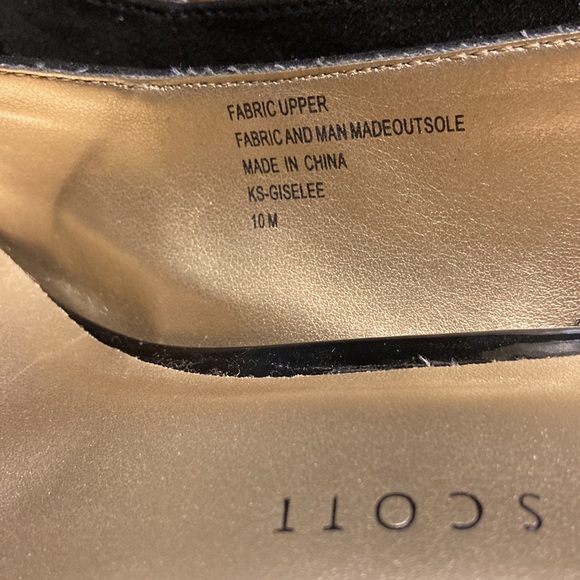 FABRIC UPPER
FABRIC AND MAN MADEOUTSOLE
MADE IN CHINA
KS-GISELEE
10 M
SCOTT